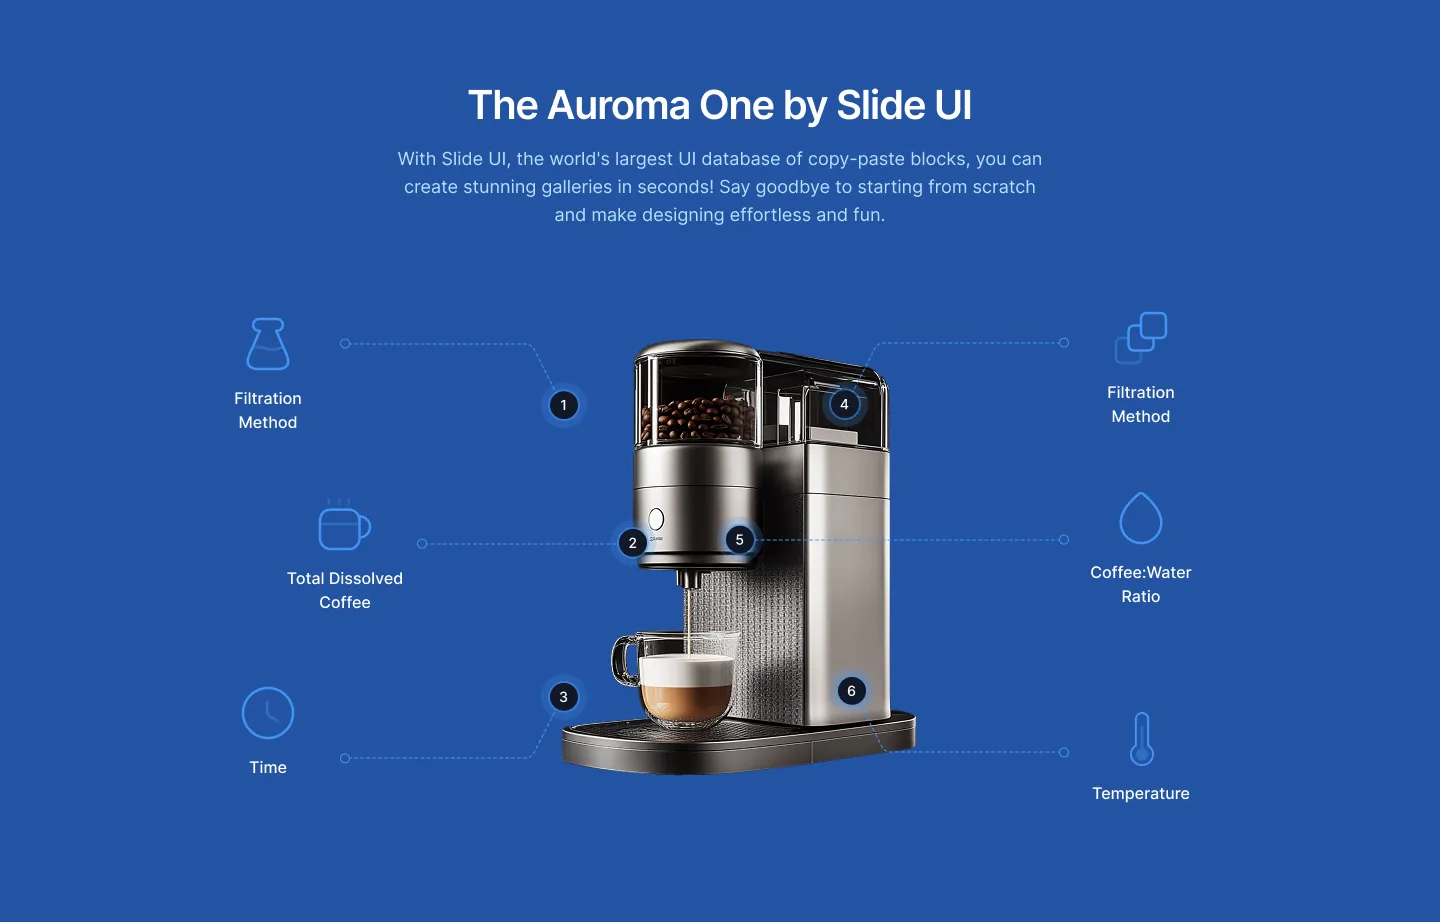 The Auroma One by Slide UI
With Slide UI, the world's largest UI database of copy-paste blocks, you can
create stunning galleries in seconds! Say goodbye to starting from scratch
and make designing effortless and fun.
Filtration
Method
1
4
Filtration
Method
Total Dissolved
Coffee
2
5
Coffee:Water
Ratio
3
6
Time
Temperature